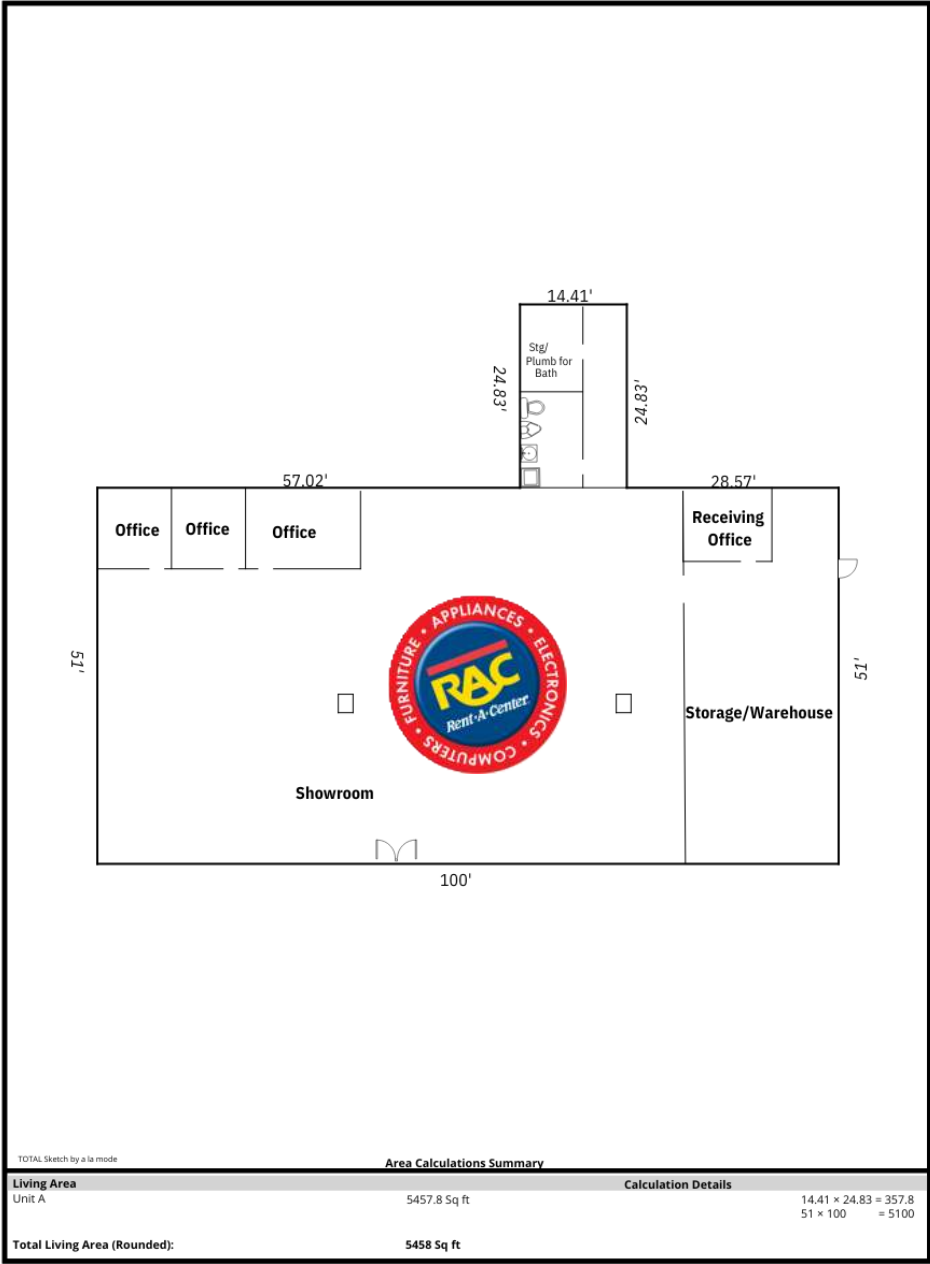 14.41'
Stg/
Plumb for
Bath
24.83'
24.83'
57.02'
28.57'
Office
Office
Office
Receiving
Office
FURNITURE • APPLIANCES • ELECTRONICS • COMPUTERS •
RAC
Rent-A-Center
51'
51'
Storage/Warehouse
Showroom
100'
TOTAL Sketch by a la mode
Area Calculations Summary
Living Area Calculation Details
Unit A 5457.8 Sq ft 14.41 × 24.83 = 357.8
51 × 100 = 5100
Total Living Area (Rounded): 5458 Sq ft